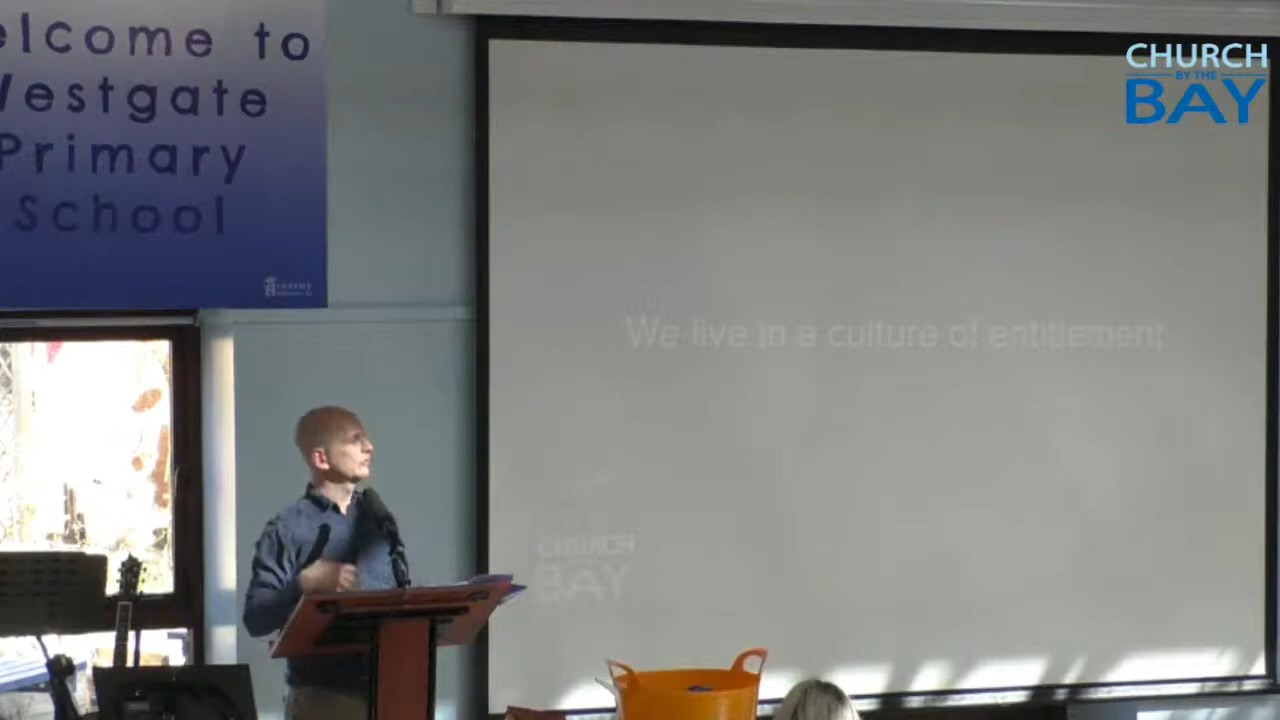 elcome to
Westgate
Primary
School
CHURCH
BY THE
BAY
We live in a culture of entitlement
CHURCH
BAY